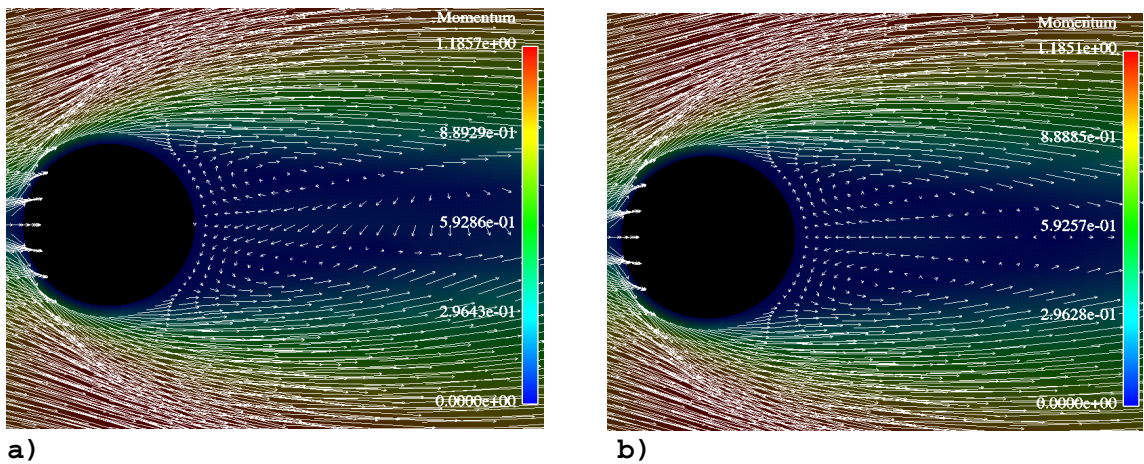 Momentum
1.1857e+00
8.8929e-01
5.9286e-01
2.9643e-01
0.0000e+00
a)
Momentum
1.1851e+00
8.8885e-01
5.9257e-01
2.9628e-01
0.0000e+00
b)